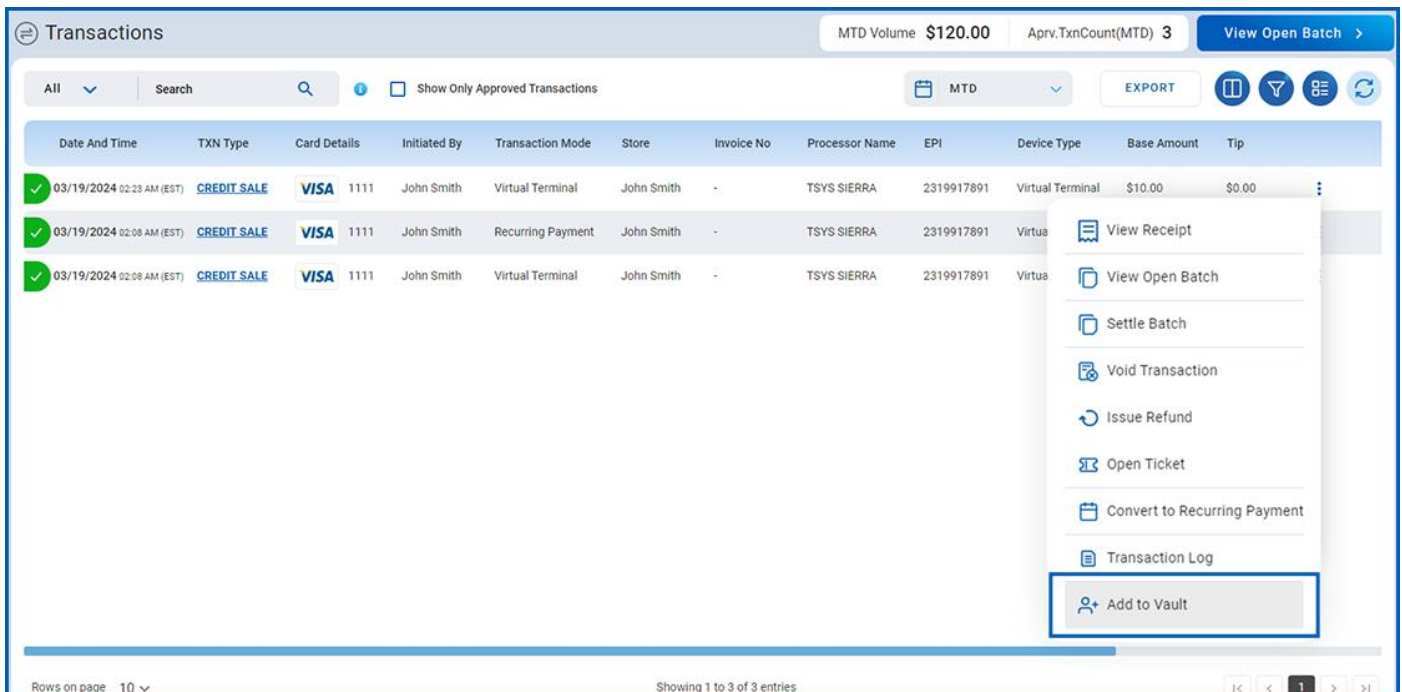 Transactions MTD Volume $120.00 Aprv.TxnCount(MTD) 3 View Open Batch >
All Search Show Only Approved Transactions MTD EXPORT
Date And Time TXN Type Card Details Initiated By Transaction Mode Store Invoice No Processor Name EPI Device Type Base Amount Tip
03/19/2024 02:23 AM (EST) CREDIT SALE VISA 1111 John Smith Virtual Terminal John Smith - TSYS SIERRA 2319917891 Virtual Terminal $10.00 $0.00
03/19/2024 02:08 AM (EST) CREDIT SALE VISA 1111 John Smith Recurring Payment John Smith - TSYS SIERRA 2319917891 Virtua
03/19/2024 02:08 AM (EST) CREDIT SALE VISA 1111 John Smith Virtual Terminal John Smith - TSYS SIERRA 2319917891 Virtua
View Receipt
View Open Batch
Settle Batch
Void Transaction
Issue Refund
Open Ticket
Convert to Recurring Payment
Transaction Log
Add to Vault
Rows on page 10 Showing 1 to 3 of 3 entries 1